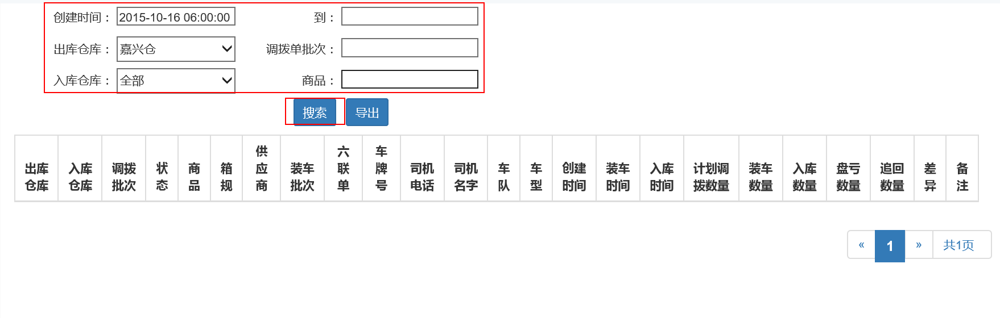 创建时间： 2015-10-16 06:00:00 到：
出库仓库： 嘉兴仓 调拨单批次：
入库仓库： 全部 商品：
搜索 导出
出库仓库 入库仓库 调拨批次 状态 商品 箱规 供应商 装车批次 六联单 车牌号 司机电话 司机名字 车队 车型 创建时间 装车时间 入库时间 计划调拨数量 装车数量 入库数量 盘亏数量 追回数量 差异 备注
« 1 » 共1页